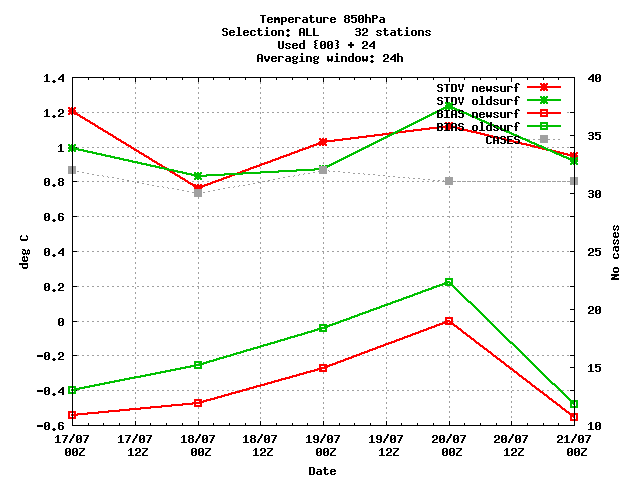 Temperature 850hPa
Selection: ALL 32 stations
Used {00} + 24
Averaging window: 24h
STDV newsurf
STDV oldsurf
BIAS newsurf
BIAS oldsurf
CASES
deg C
1.4
1.2
1
0.8
0.6
0.4
0.2
0
-0.2
-0.4
-0.6
No cases
40
35
30
25
20
15
10
17/07 17/07 18/07 18/07 19/07 19/07 20/07 20/07 21/07
00Z 12Z 00Z 12Z 00Z 12Z 00Z 12Z 00Z
Date